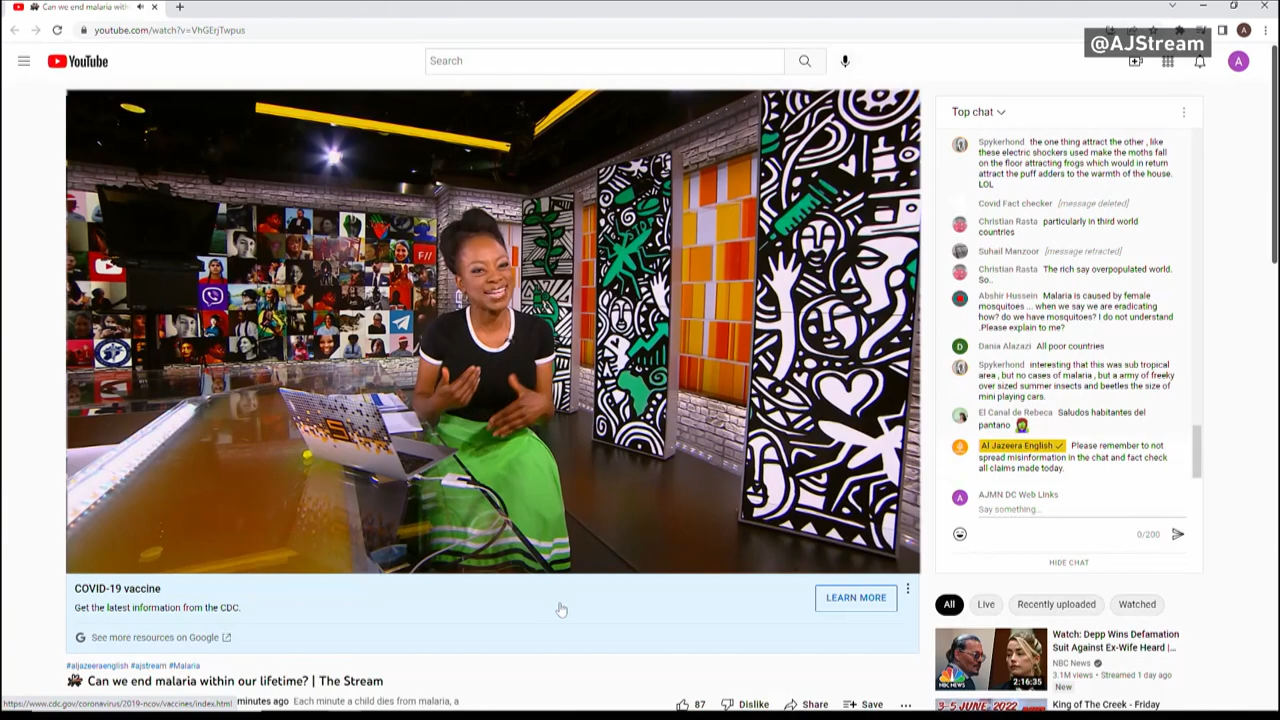 Can we end malaria with
youtube.com/watch?v=VhGErjTwpus
@AJStream
YouTube
Search
Top chat
Spykerhond the one thing attract the other , like
these electric shockers used make the moths fall
on the floor attracting frogs which would in return
attract the puff adders to the warmth of the house.
LOL
Covid Fact checker [message deleted]
Christian Rasta particularly in third world
countries
Suhail Manzoor [message retracted]
Christian Rasta The rich say overpopulated world.
So..
Abshir Hussein Malaria is caused by female
mosquitoes ... when we say we are eradicating
how? do we have mosquitoes? I do not understand
.Please explain to me?
Dania Alazazi All poor countries
Spykerhond interesting that this was sub tropical
area , but no cases of malaria , but a army of freeky
over sized summer insects and beetles the size of
mini playing cars.
El Canal de Rebeca Saludos habitantes del
pantano
Al Jazeera English Please remember to not
spread misinformation in the chat and fact check
all claims made today.
AJMN DC Web Links
Say something...
0/200
HIDE CHAT
COVID-19 vaccine
Get the latest information from the CDC.
LEARN MORE
See more resources on Google
#aljazeeraenglish #ajstream #Malaria
Can we end malaria within our lifetime? | The Stream
minutes ago Each minute a child dies from malaria, a
https://www.cdc.gov/coronavirus/2019-ncov/vaccines/index.html
87
Dislike
Share
Save
All
Live
Recently uploaded
Watched
Watch: Depp Wins Defamation
Suit Against Ex-Wife Heard |...
NBC News
3.1M views • Streamed 1 day ago
New
2:16:35
NBC NEWS
King of The Creek - Friday
3-5 JUNE, 2022
F//
A